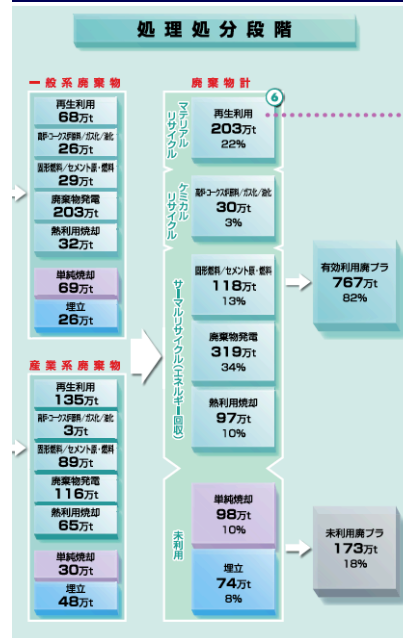 処理処分段階
一般系廃棄物
再生利用
68万t
高炉・コークス炉原料/ガス化/油化
26万t
固形燃料/セメント原・燃料
29万t
廃棄物発電
203万t
熱利用焼却
32万t
単純焼却
69万t
埋立
26万t
産業系廃棄物
再生利用
135万t
高炉・コークス炉原料/ガス化/油化
3万t
固形燃料/セメント原・燃料
89万t
廃棄物発電
116万t
熱利用焼却
65万t
単純焼却
30万t
埋立
48万t
廃棄物計
6
マテリアル
リサイクル
再生利用
203万t
22%
ケミカル
リサイクル
高炉・コークス炉原料/ガス化/油化
30万t
3%
サーマルリサイクル(エネルギー回収)
固形燃料/セメント原・燃料
118万t
13%
廃棄物発電
319万t
34%
熱利用焼却
97万t
10%
未利用
単純焼却
98万t
10%
埋立
74万t
8%
有効利用廃プラ
767万t
82%
未利用廃プラ
173万t
18%